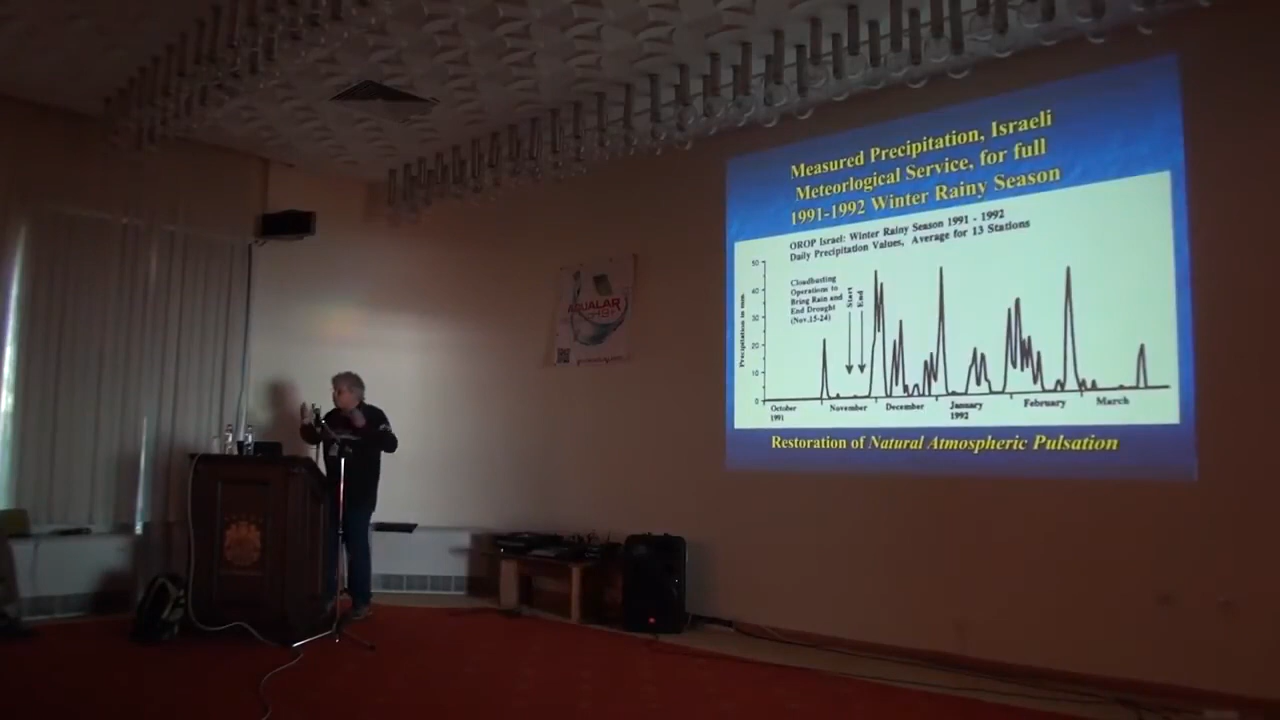 Measured Precipitation, Israeli
Meteorlogical Service, for full
1991-1992 Winter Rainy Season
OROP Israel: Winter Rainy Season 1991 - 1992
Daily Precipitation Values, Average for 13 Stations
Cloudbusting
Operations to
Bring Rain and
End Drought
(Nov.15-24)
Start
End
Precipitation in mm.
50
40
30
20
10
0
October
1991
November
December
January
1992
February
March
Restoration of Natural Atmospheric Pulsation
AQUALAR